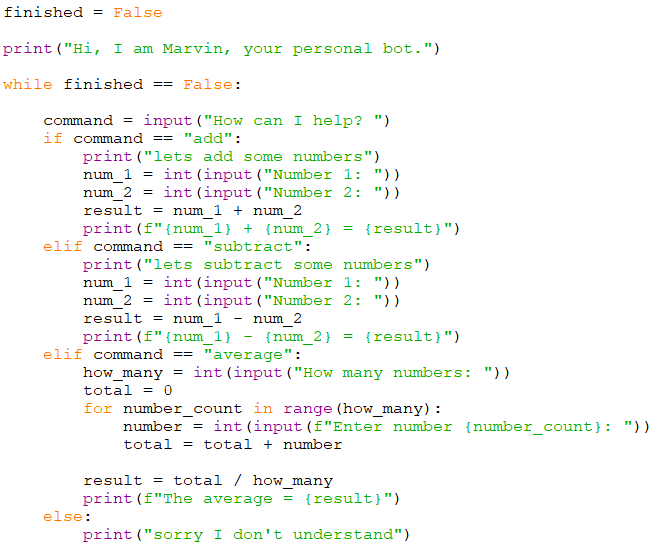 finished = False
print("Hi, I am Marvin, your personal bot.")
while finished == False:
    command = input("How can I help? ")
    if command == "add":
        print("lets add some numbers")
        num_1 = int(input("Number 1: "))
        num_2 = int(input("Number 2: "))
        result = num_1 + num_2
        print(f"{num_1} + {num_2} = {result}")
    elif command == "subtract":
        print("lets subtract some numbers")
        num_1 = int(input("Number 1: "))
        num_2 = int(input("Number 2: "))
        result = num_1 - num_2
        print(f"{num_1} - {num_2} = {result}")
    elif command == "average":
        how_many = int(input("How many numbers: "))
        total = 0
        for number_count in range(how_many):
            number = int(input(f"Enter number {number_count}: "))
            total = total + number
        result = total / how_many
        print(f"The average = {result}")
    else:
        print("sorry I don't understand")